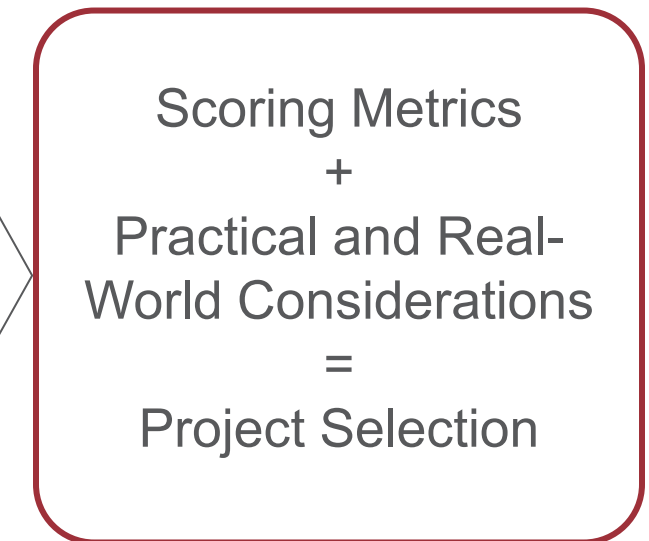 Scoring Metrics
+
Practical and Real-
World Considerations
=
Project Selection